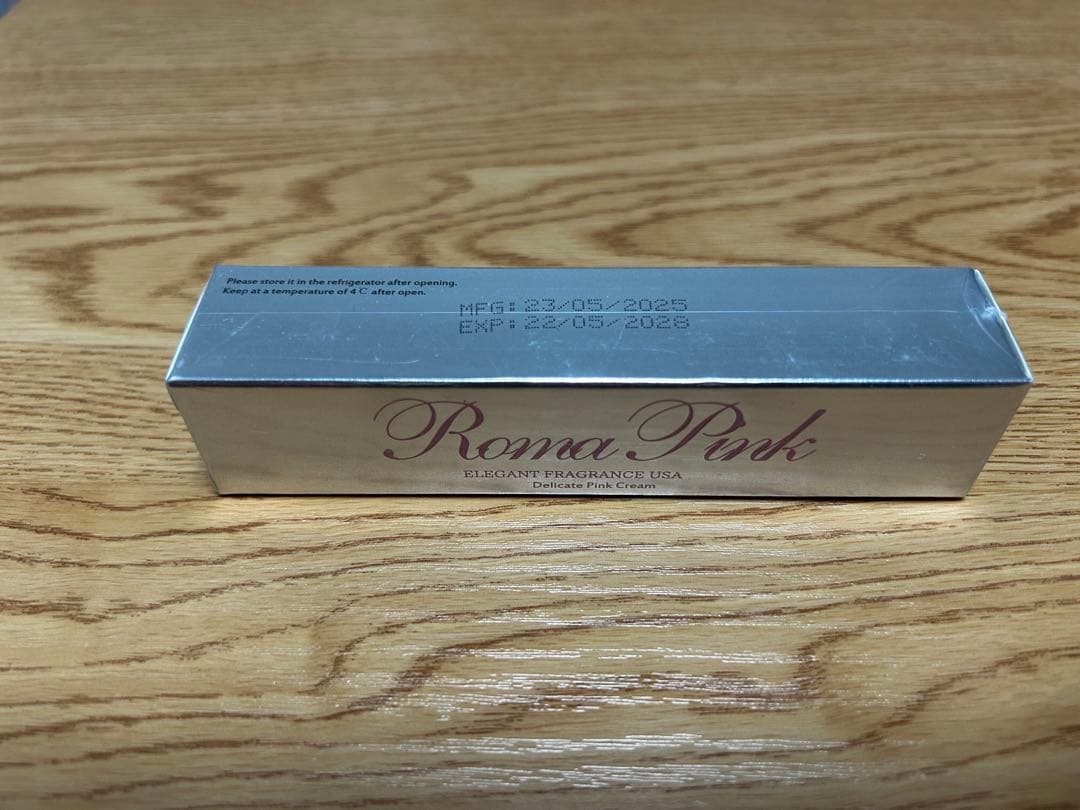 Please store it in the refrigerator after opening.
Keep at a temperature of 4℃ after open.
MFG: 23/05/2025
EXP: 22/05/2028
Roma Pink
ELEGANT FRAGRANCE USA
Delicate Pink Cream